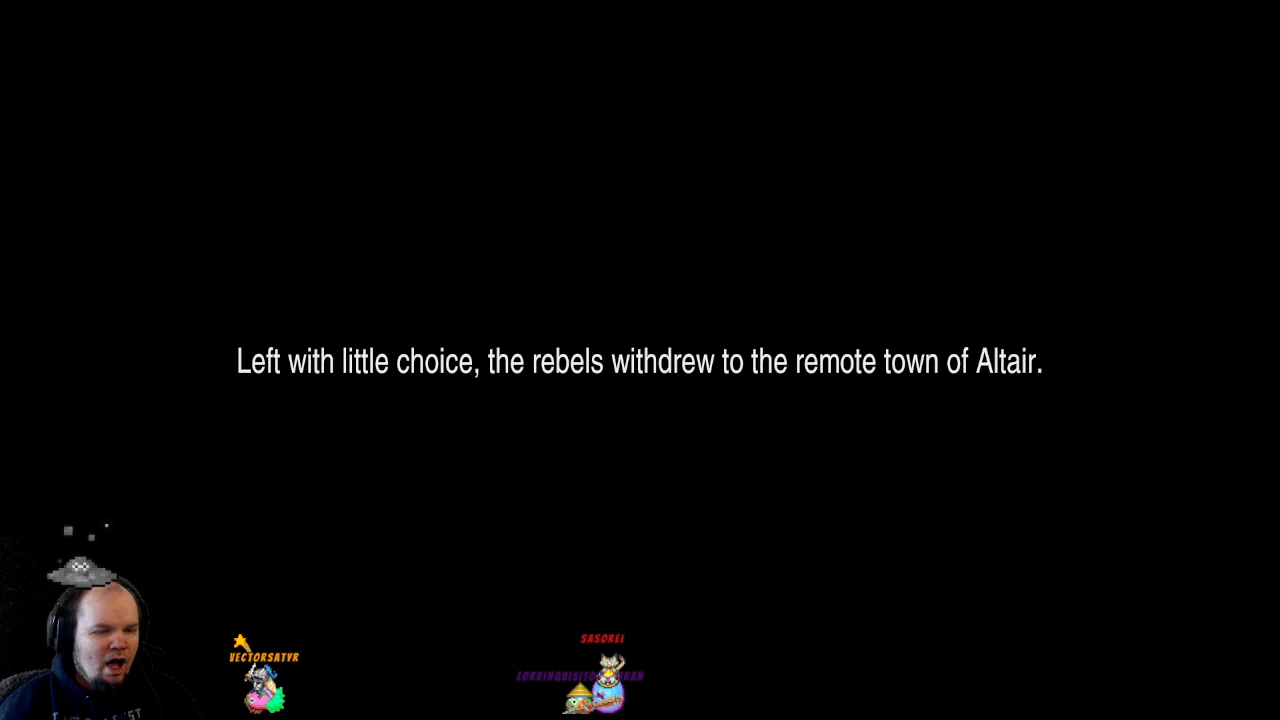 Left with little choice, the rebels withdrew to the remote town of Altair.
SASOREI
VECTORSATYR